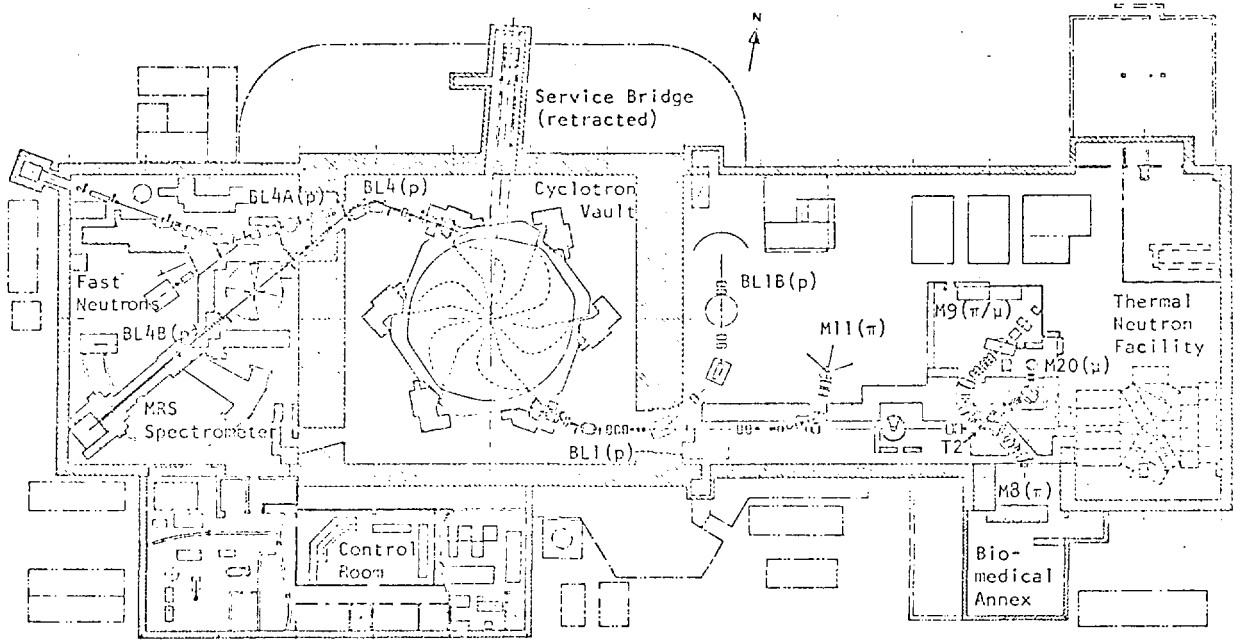 N
Service Bridge
(retracted)
BL4A(p)
BL4(p)
Cyclotron
Vault
Fast
Neutrons
BL4B(p)
BL1B(p)
M11(π)
M9(π/μ)
Thermal
Neutron
Facility
M20(μ)
MRS
Spectrometer
BL1(p)
T2
M8(π)
Control
Room
Bio-
medical
Annex